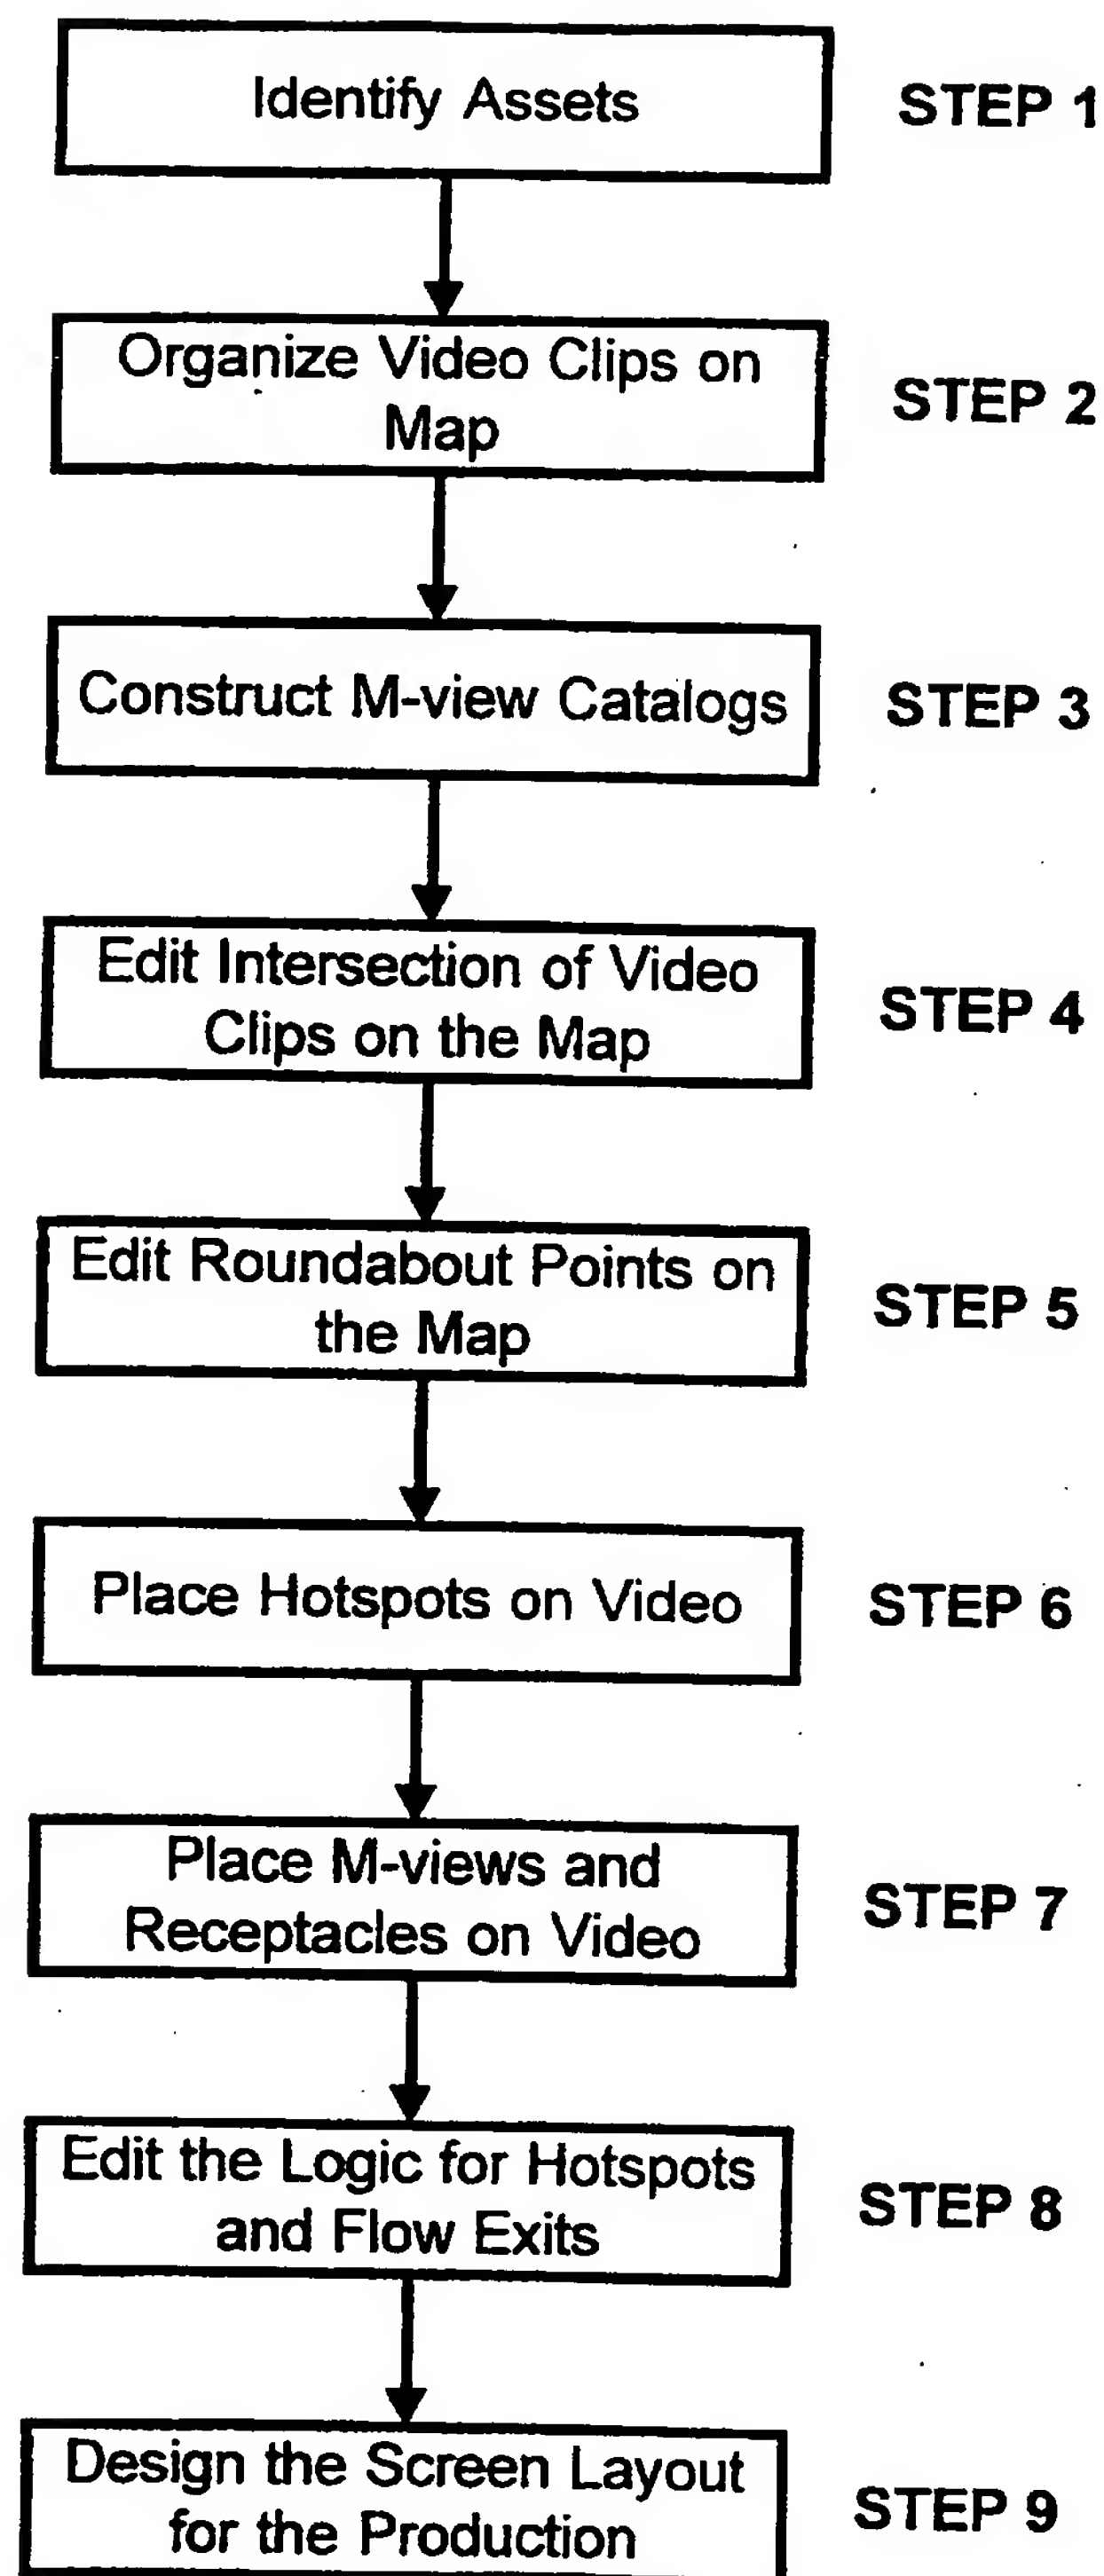 Identify Assets
STEP 1
Organize Video Clips on
Map
STEP 2
Construct M-view Catalogs
STEP 3
Edit Intersection of Video
Clips on the Map
STEP 4
Edit Roundabout Points on
the Map
STEP 5
Place Hotspots on Video
STEP 6
Place M-views and
Receptacles on Video
STEP 7
Edit the Logic for Hotspots
and Flow Exits
STEP 8
Design the Screen Layout
for the Production
STEP 9